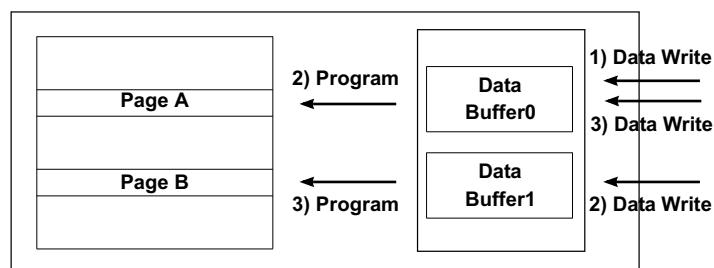 1) Data Write
2) Program
Data
Buffer0
Page A
3) Data Write
Data
Buffer1
Page B
3) Program
2) Data Write